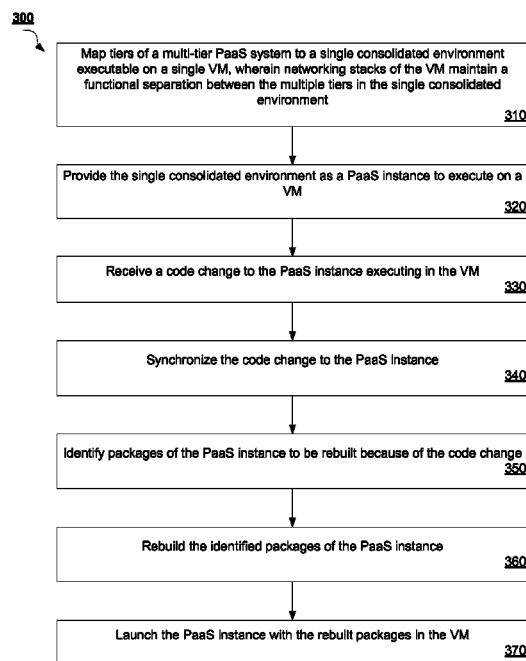 300
Map tiers of a multi-tier PaaS system to a single consolidated environment
executable on a single VM, wherein networking stacks of the VM maintain a
functional separation between the multiple tiers in the single consolidated
environment
310
Provide the single consolidated environment as a PaaS instance to execute on a
VM
320
Receive a code change to the PaaS instance executing in the VM
330
Synchronize the code change to the PaaS Instance
340
Identify packages of the PaaS instance to be rebuilt because of the code change
350
Rebuild the identified packages of the PaaS instance
360
Launch the PaaS instance with the rebuilt packages in the VM
370